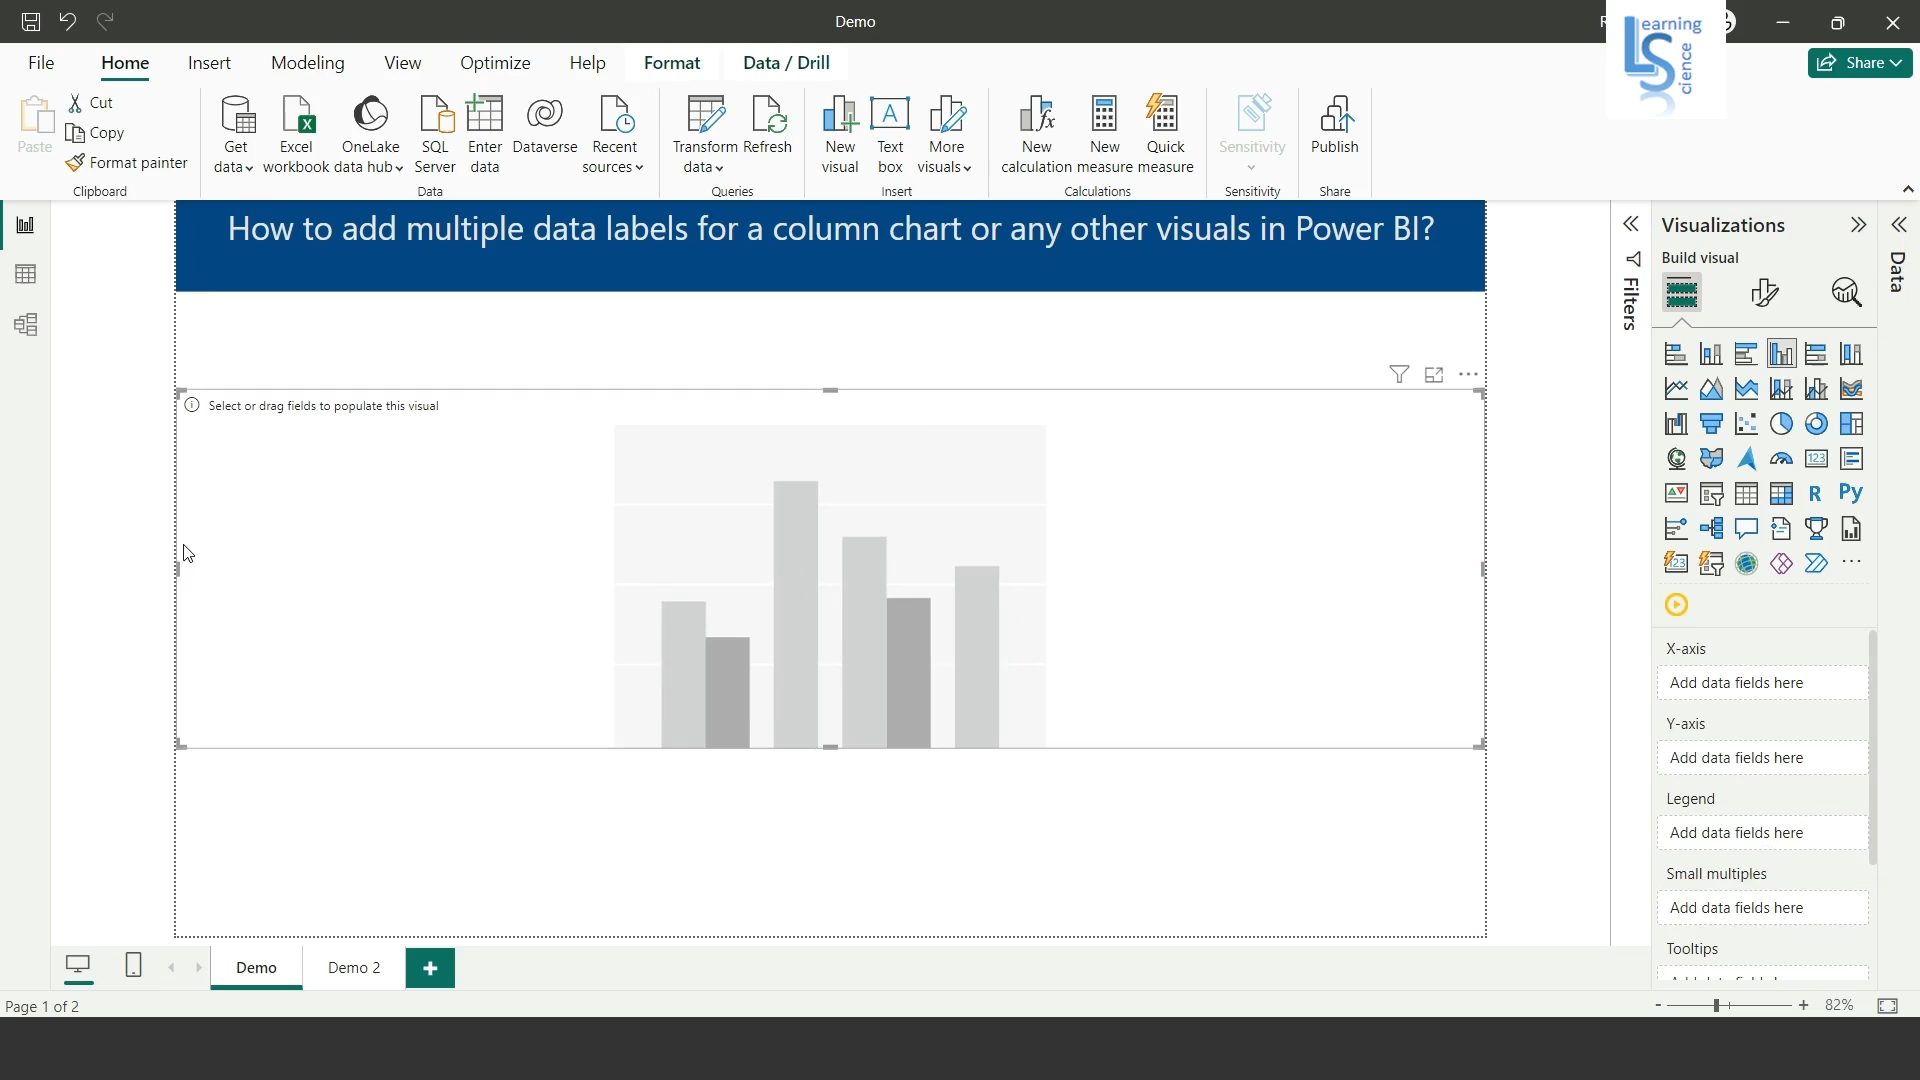 Demo
R
Learning
Science
File Home Insert Modeling View Optimize Help Format Data / Drill
Share
Paste
Cut
Copy
Format painter
Clipboard
Get data
Excel workbook
OneLake data hub
SQL Server
Enter data
Dataverse
Recent sources
Data
Transform data
Refresh
Queries
New visual
Text box
More visuals
Insert
New calculation
New measure
Quick measure
Calculations
Sensitivity
Sensitivity
Publish
Share
How to add multiple data labels for a column chart or any other visuals in Power BI?
Select or drag fields to populate this visual
Filters
Visualizations
Build visual
Data
123
R
Py
123
X-axis
Add data fields here
Y-axis
Add data fields here
Legend
Add data fields here
Small multiples
Add data fields here
Tooltips
Demo
Demo 2
Page 1 of 2
82%